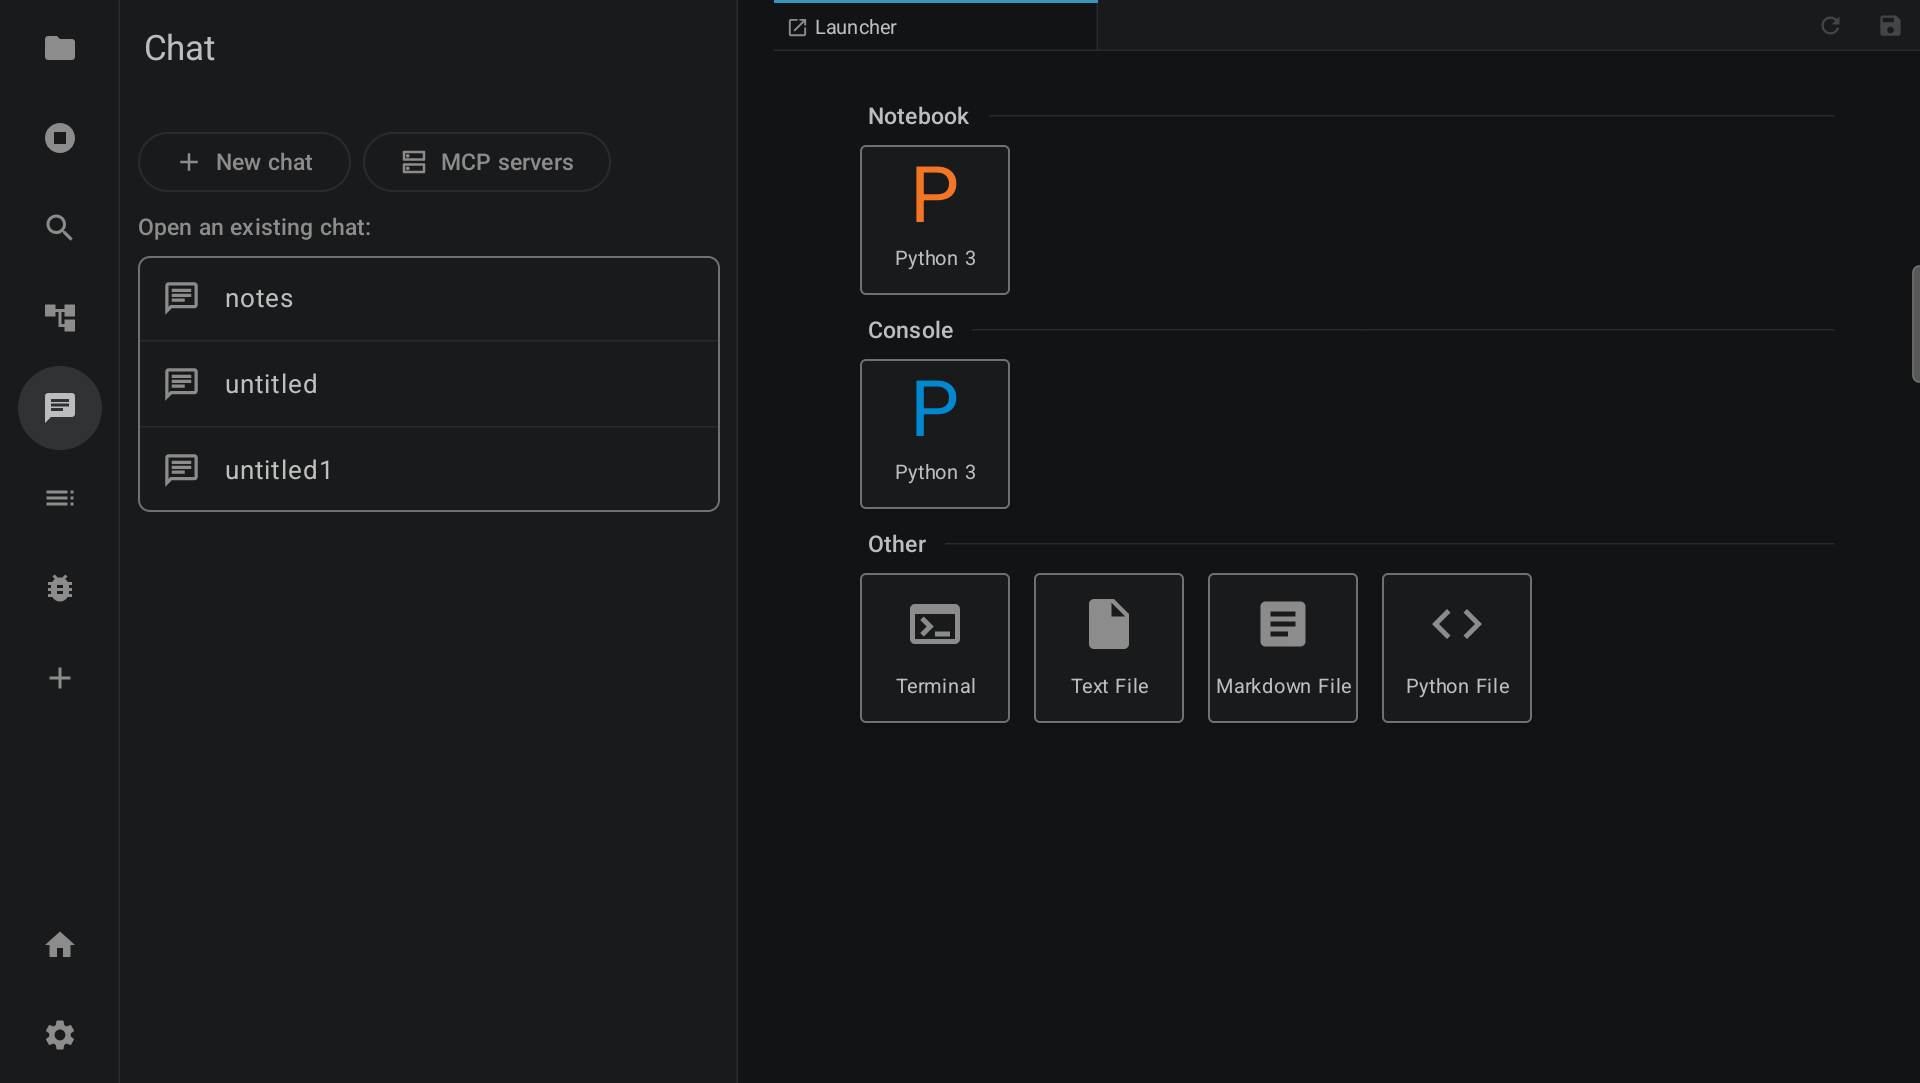 Chat
New chat
MCP servers
Open an existing chat:
notes
untitled
untitled1
Launcher
Notebook
P
Python 3
Console
P
Python 3
Other
Terminal
Text File
Markdown File
Python File